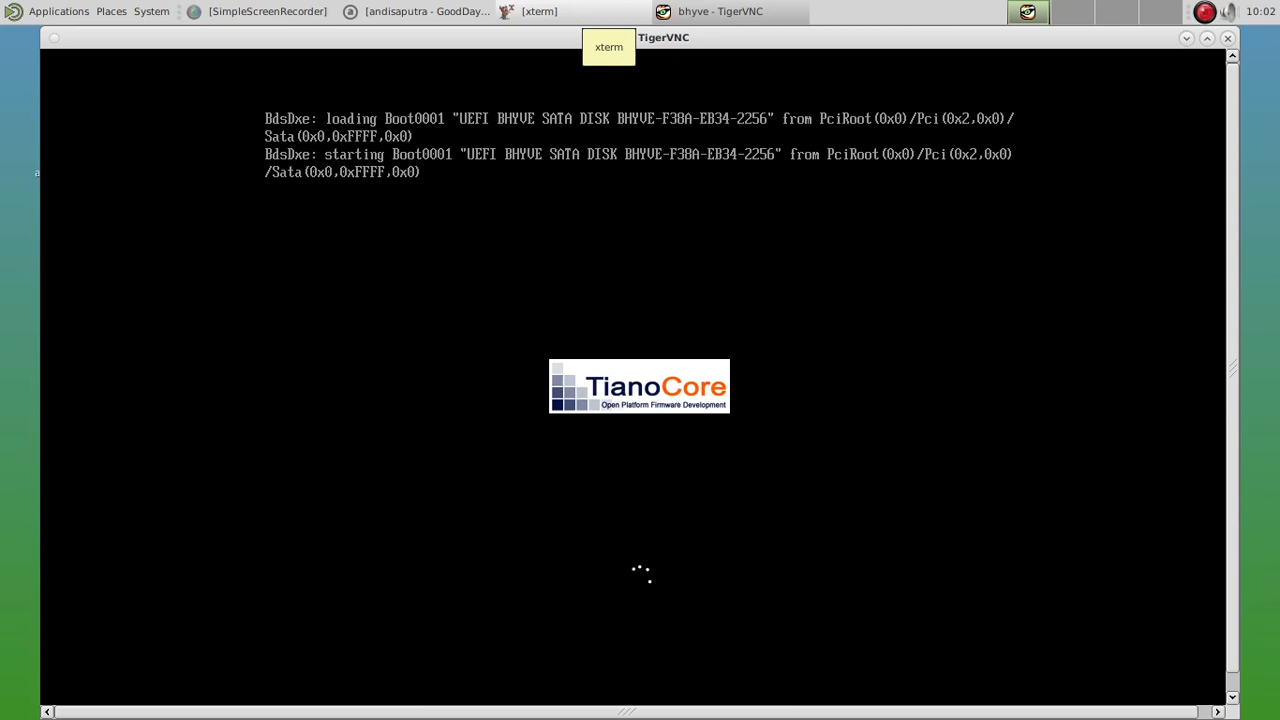 Applications Places System [SimpleScreenRecorder] [andisaputra - GoodDay... [xterm] bhyve - TigerVNC 10:02
TigerVNC
xterm
BdsDxe: loading Boot0001 "UEFI BHYVE SATA DISK BHYVE-F38A-EB34-2256" from PciRoot(0x0)/Pci(0x2,0x0)/
Sata(0x0,0xFFFF,0x0)
BdsDxe: starting Boot0001 "UEFI BHYVE SATA DISK BHYVE-F38A-EB34-2256" from PciRoot(0x0)/Pci(0x2,0x0)
/Sata(0x0,0xFFFF,0x0)
TianoCore
Open Platform Firmware Development